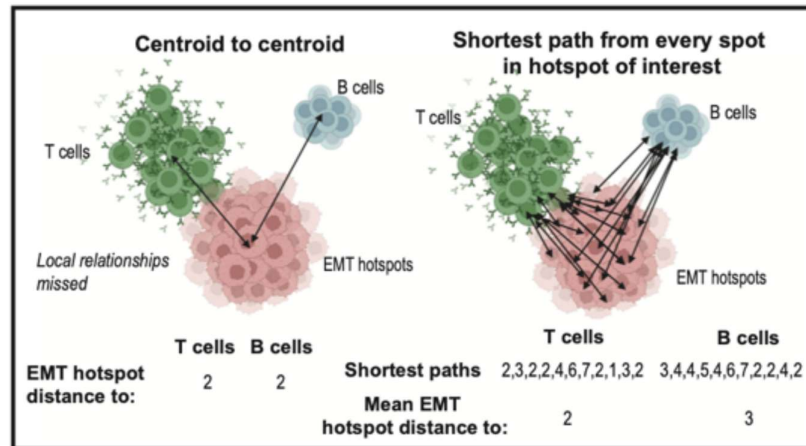 Centroid to centroid
B cells
T cells
Local relationships
missed
EMT hotspots
T cells B cells
EMT hotspot
distance to:
2 2
Shortest path from every spot
in hotspot of interest
T cells
B cells
EMT hotspots
T cells B cells
Shortest paths 2,3,2,2,4,6,7,2,1,3,2 3,4,4,5,4,6,7,2,2,4,2
Mean EMT
hotspot distance to: 2 3